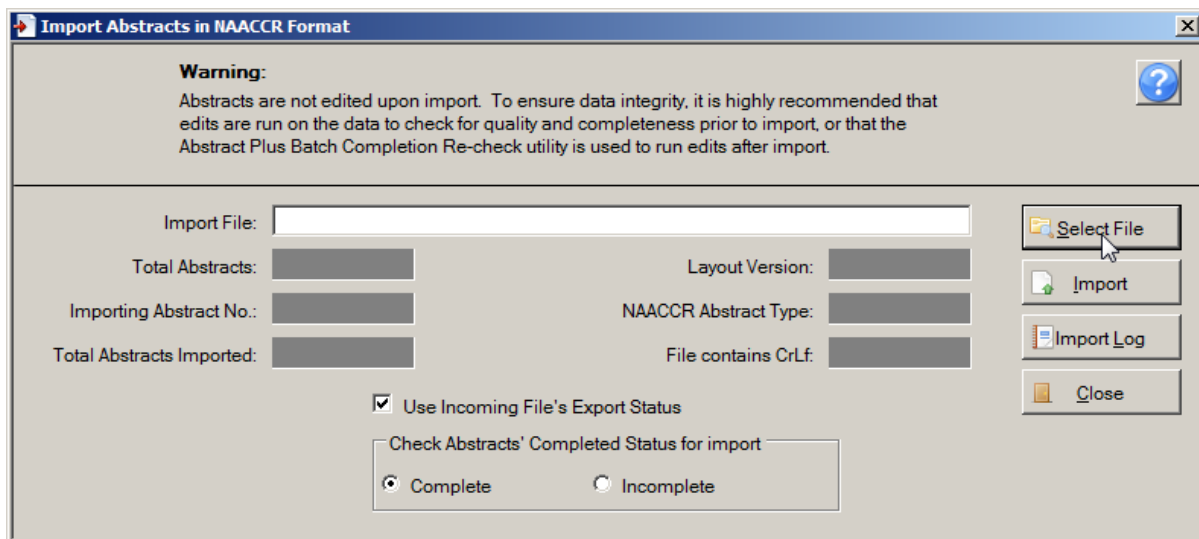 Import Abstracts in NAACCR Format
Warning:
Abstracts are not edited upon import.  To ensure data integrity, it is highly recommended that
edits are run on the data to check for quality and completeness prior to import, or that the
Abstract Plus Batch Completion Re-check utility is used to run edits after import.
Import File:
Select File
Total Abstracts:
Layout Version:
Import
Importing Abstract No.:
NAACCR Abstract Type:
Import Log
Total Abstracts Imported:
File contains CrLf:
Close
Use Incoming File's Export Status
Check Abstracts' Completed Status for import
Complete
Incomplete